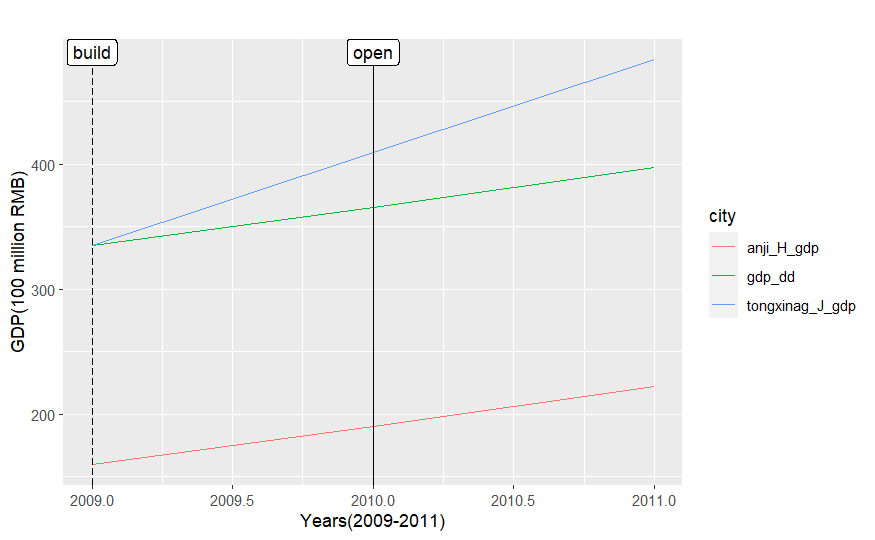 build
open
400
300
200
GDP(100 million RMB)
2009.0
2009.5
2010.0
2010.5
2011.0
Years(2009-2011)
city
anji_H_gdp
gdp_dd
tongxinag_J_gdp